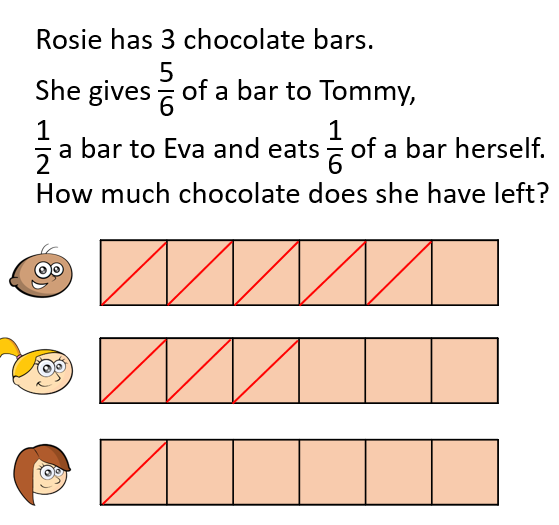 Rosie has 3 chocolate bars.
She gives 5/6 of a bar to Tommy,
1/2 a bar to Eva and eats 1/6 of a bar herself.
How much chocolate does she have left?